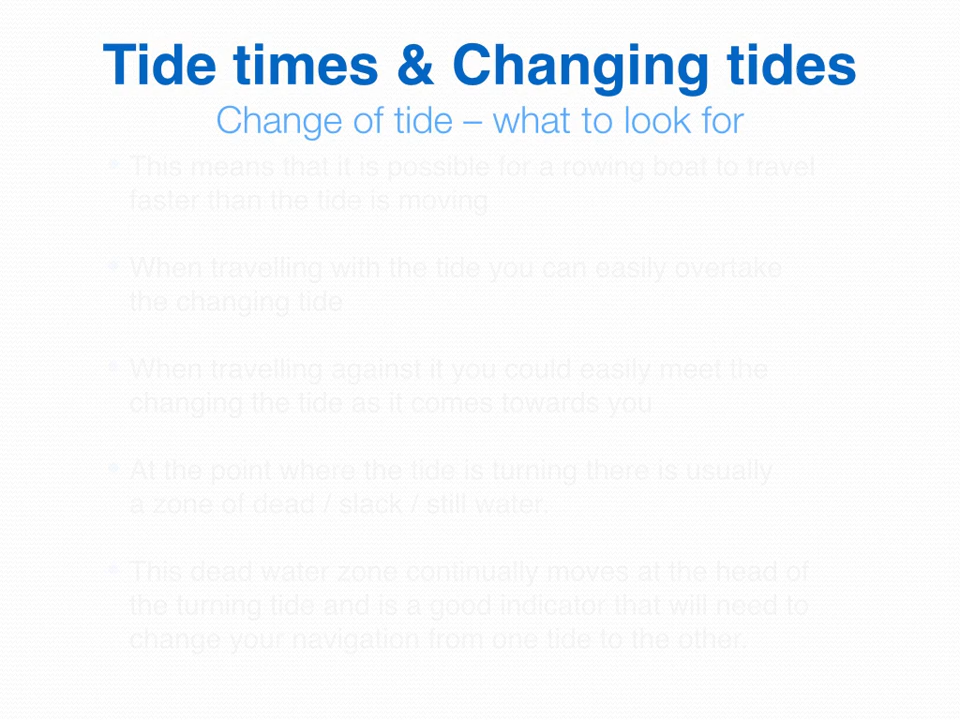 Tide times & Changing tides
Change of tide – what to look for
• This means that it is possible for a rowing boat to travel
faster than the tide is moving
• When travelling with the tide you can easily overtake
the changing tide
• When travelling against it you could easily meet the
changing the tide as it comes towards you
• At the point where the tide is turning there is usually
a zone of dead / slack / still water.
• This dead water zone continually moves at the head of
the turning tide and is a good indicator that will need to
change your navigation from one tide to the other.